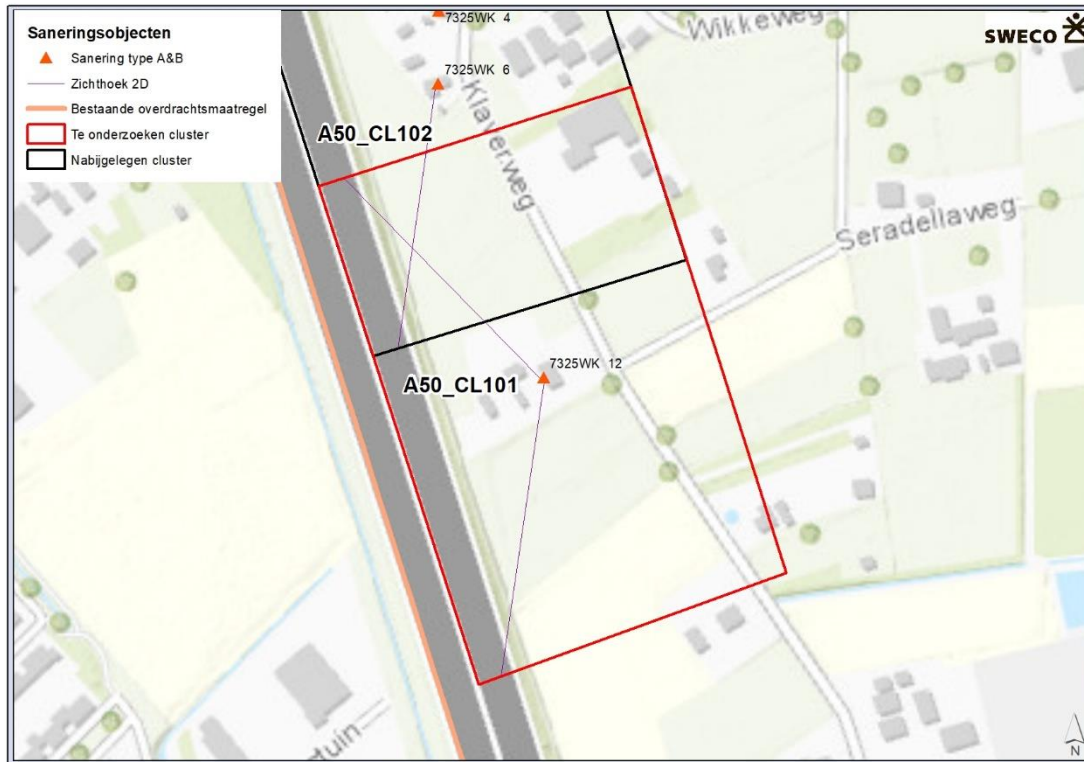 Saneringsobjecten
Sanering type A&B
Zichthoek 2D
Bestaande overdrachtsmaatregel
Te onderzoeken cluster
Nabijgelegen cluster
SWECO
7325WK 4
Wikkeweg
7325WK 6
Klaverweg
A50_CL102
Seradellaweg
7325WK 12
A50_CL101
tuin
N